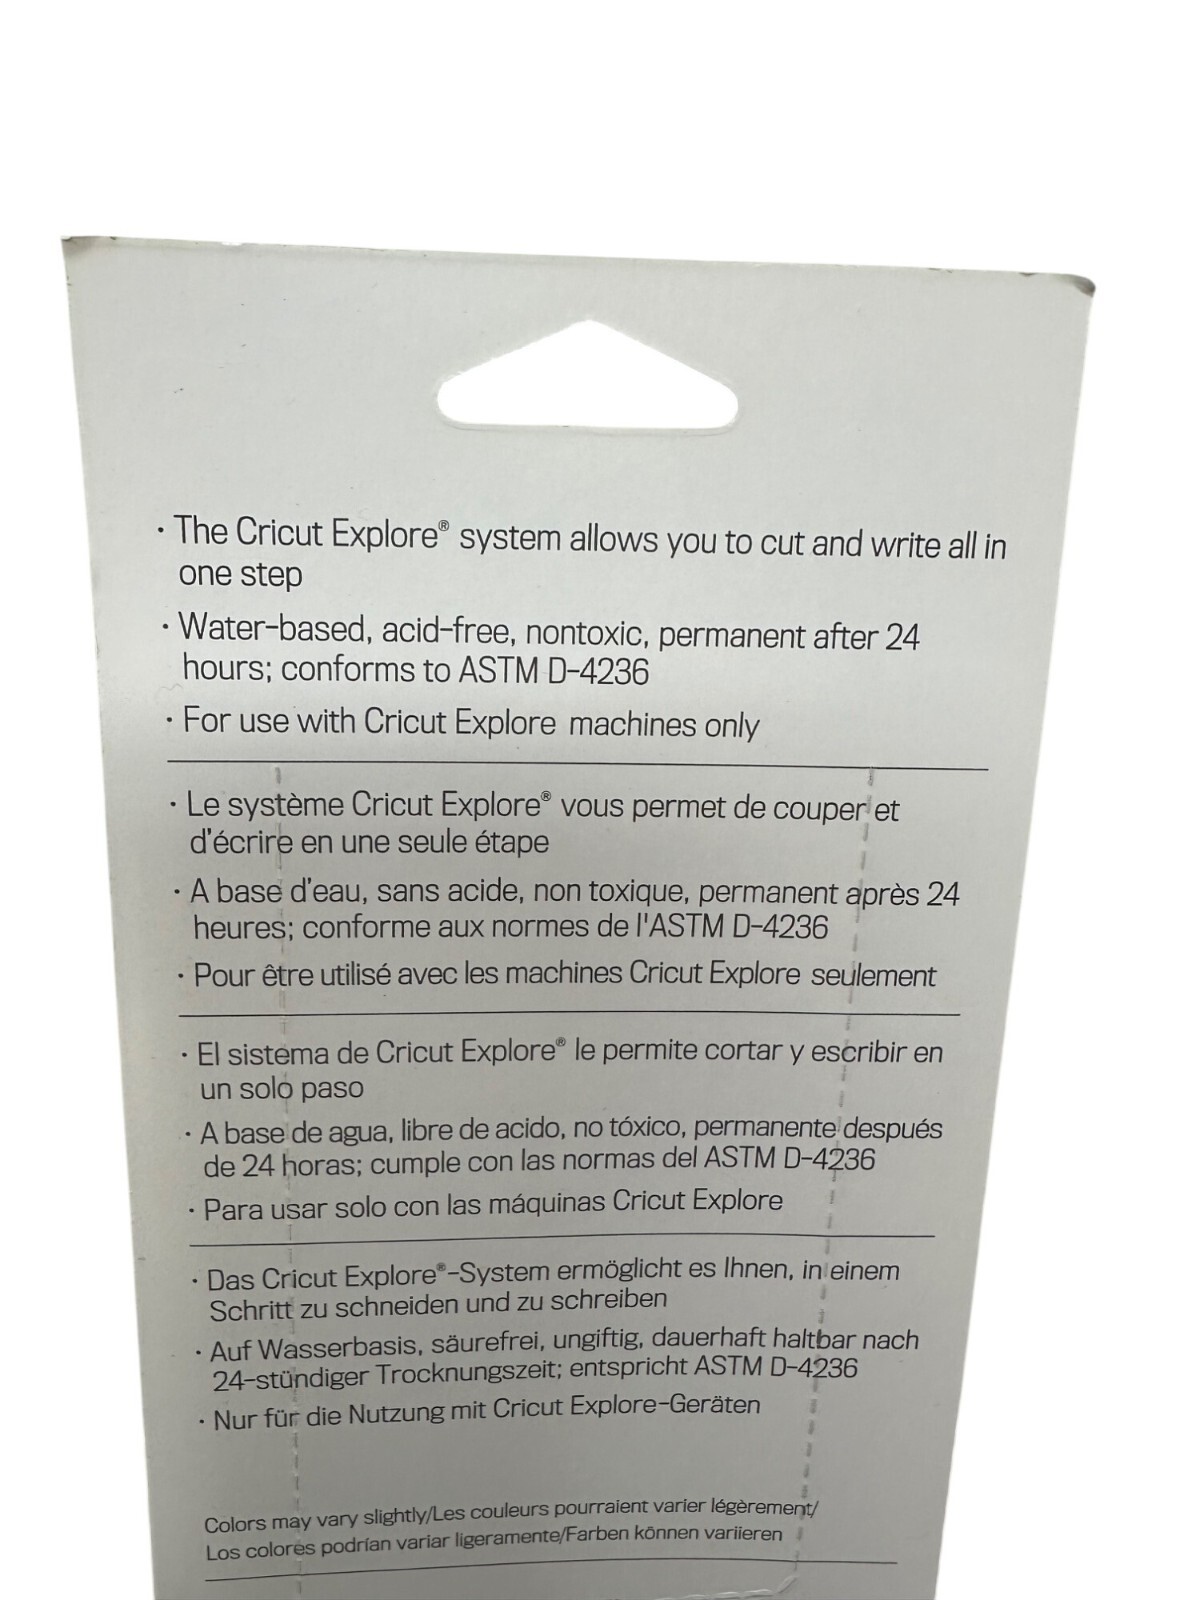 · The Cricut Explore® system allows you to cut and write all in
one step
· Water-based, acid-free, nontoxic, permanent after 24
hours; conforms to ASTM D-4236
· For use with Cricut Explore machines only
· Le système Cricut Explore® vous permet de couper et
d'écrire en une seule étape
· A base d'eau, sans acide, non toxique, permanent après 24
heures; conforme aux normes de l'ASTM D-4236
· Pour être utilisé avec les machines Cricut Explore seulement
· El sistema de Cricut Explore® le permite cortar y escribir en
un solo paso
· A base de agua, libre de acido, no tóxico, permanente después
de 24 horas; cumple con las normas del ASTM D-4236
· Para usar solo con las máquinas Cricut Explore
· Das Cricut Explore®-System ermöglicht es Ihnen, in einem
Schritt zu schneiden und zu schreiben
· Auf Wasserbasis, säurefrei, ungiftig, dauerhaft haltbar nach
24-stündiger Trocknungszeit; entspricht ASTM D-4236
· Nur für die Nutzung mit Cricut Explore-Geräten
Colors may vary slightly/Les couleurs pourraient varier légèrement/
Los colores podrían variar ligeramente/Farben können variieren